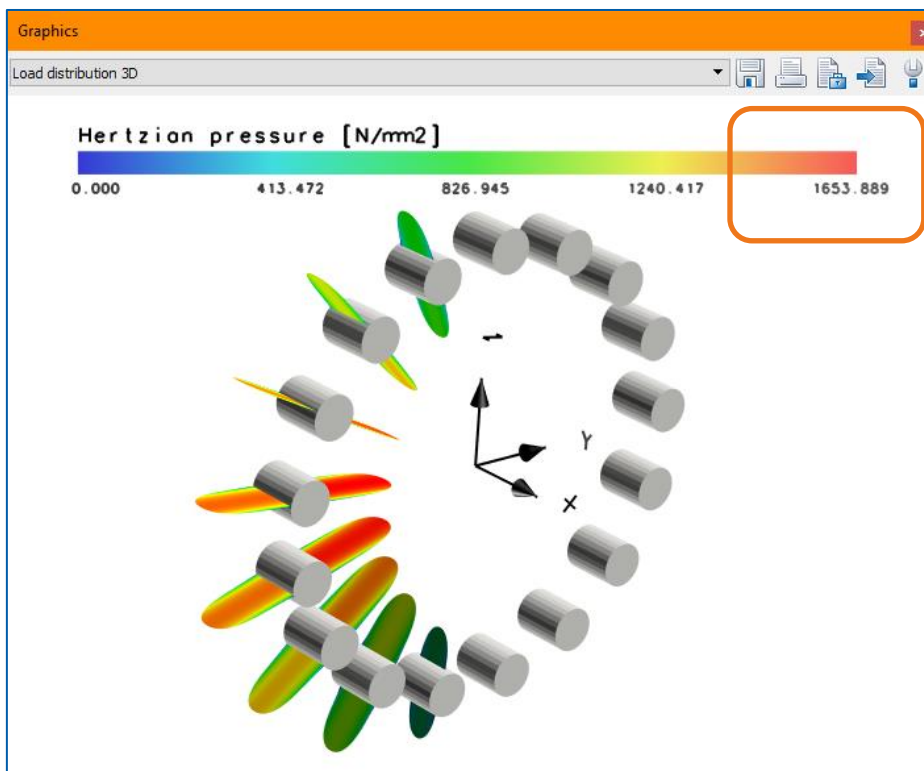 Graphics
Load distribution 3D
Hertzian pressure [N/mm2]
0.000 413.472 826.945 1240.417 1653.889
Y
X